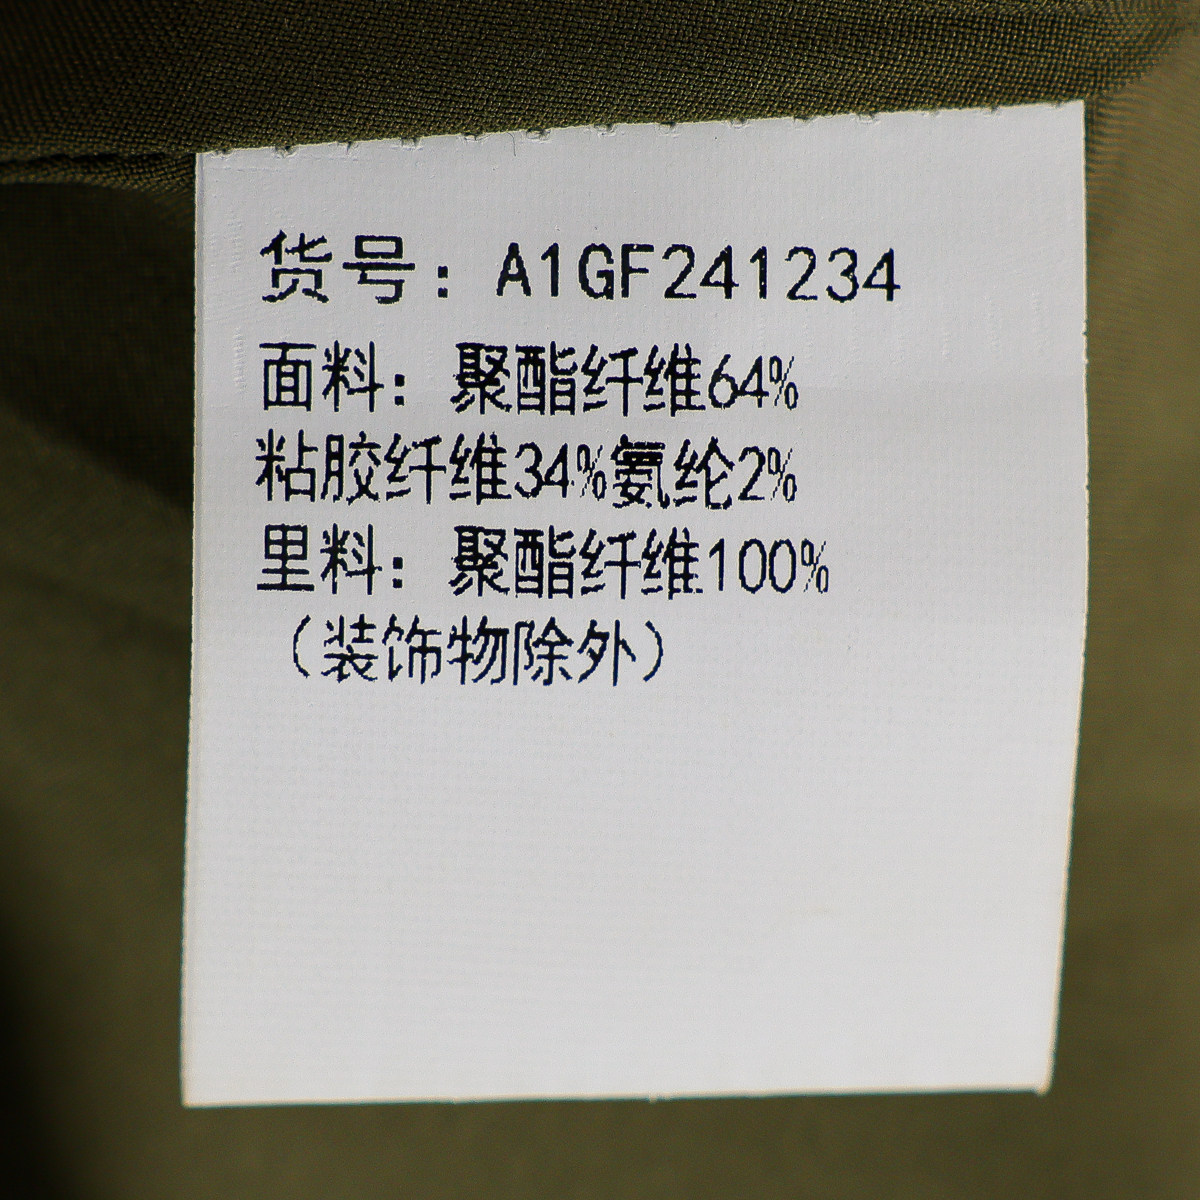 货号：A1GF241234
面料：聚酯纤维64%
粘胶纤维34%氨纶2%
里料：聚酯纤维100%
（装饰物除外）